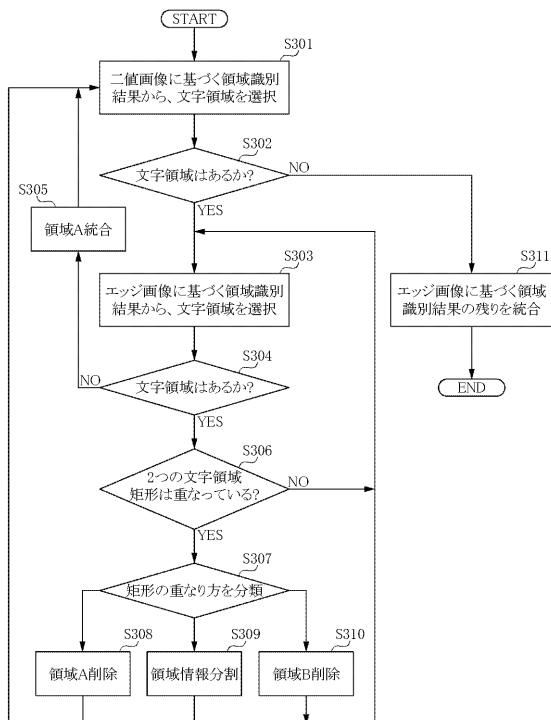 START
S301
二値画像に基づく領域識別
結果から、文字領域を選択
S302
文字領域はあるか?
NO
YES
S305
領域A統合
S303
エッジ画像に基づく領域識別
結果から、文字領域を選択
S311
エッジ画像に基づく領域
識別結果の残りを統合
END
S304
文字領域はあるか?
NO
YES
S306
2つの文字領域
矩形は重なっている?
NO
YES
S307
矩形の重なり方を分類
S308
領域A削除
S309
領域情報分割
S310
領域B削除